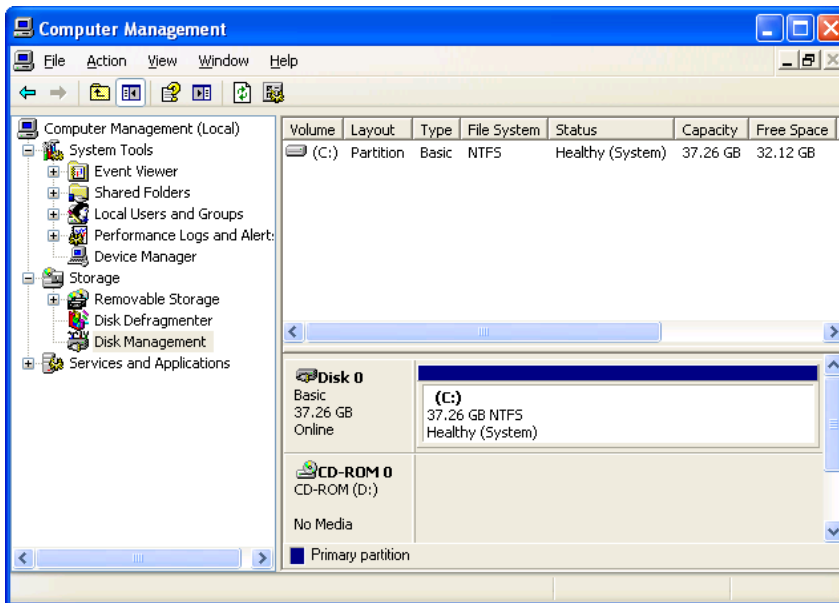 Computer Management
File Action View Window Help
Computer Management (Local)
System Tools
Event Viewer
Shared Folders
Local Users and Groups
Performance Logs and Alert
Device Manager
Storage
Removable Storage
Disk Defragmenter
Disk Management
Services and Applications
Volume Layout Type File System Status Capacity Free Space
(C:) Partition Basic NTFS Healthy (System) 37.26 GB 32.12 GB
Disk 0
Basic
37.26 GB
Online
(C:)
37.26 GB NTFS
Healthy (System)
CD-ROM 0
CD-ROM (D:)
No Media
Primary partition